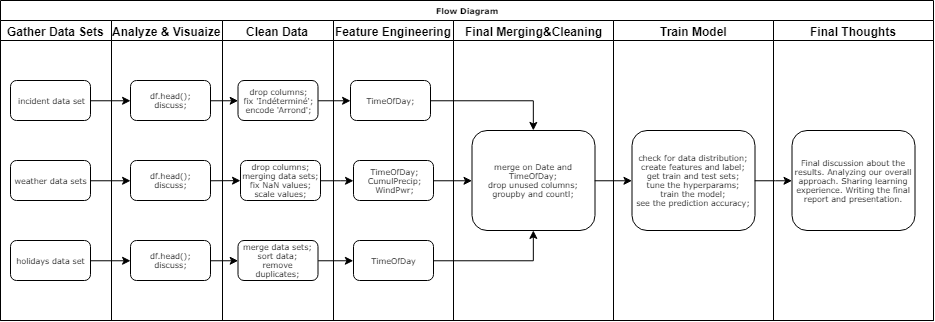 Flow Diagram
Gather Data Sets
Analyze & Visuaize
Clean Data
Feature Engineering
Final Merging&Cleaning
Train Model
Final Thoughts
incident data set
df.head();
discuss;
drop columns;
fix 'Indéterminé';
encode 'Arrond';
TimeOfDay;
weather data sets
df.head();
discuss;
drop columns;
merging data sets;
fix NaN values;
scale values;
TimeOfDay;
CumulPrecip;
WindPwr;
holidays data set
df.head();
discuss;
merge data sets;
sort data;
remove
duplicates;
TimeOfDay
merge on Date and
TimeOfDay;
drop unused columns;
groupby and countl;
check for data distribution;
create features and label;
get train and test sets;
tune the hyperparams;
train the model;
see the prediction accuracy;
Final discussion about the
results. Analyzing our overall
approach. Sharing learning
experience. Writing the final
report and presentation.